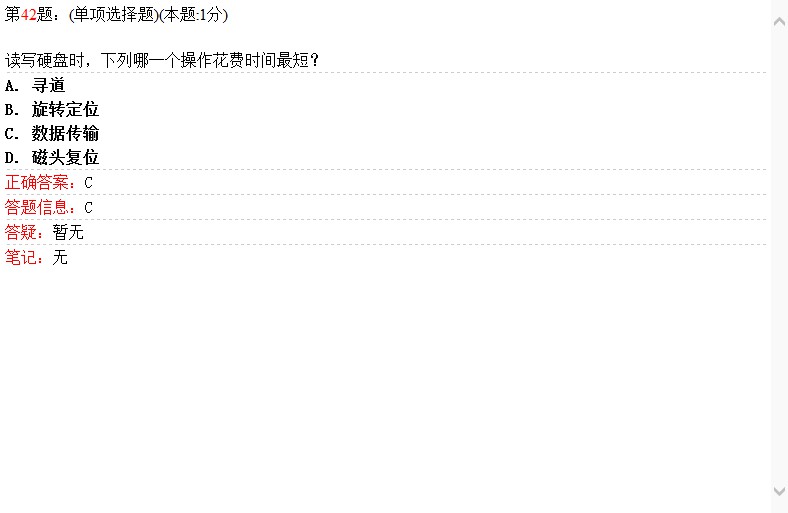 第42题: (单项选择题)(本题:1分)
读写硬盘时，下列哪一个操作花费时间最短?
A. 寻道
B. 旋转定位
C. 数据传输
D. 磁头复位
正确答案：C
答题信息：C
答疑：暂无
笔记：无